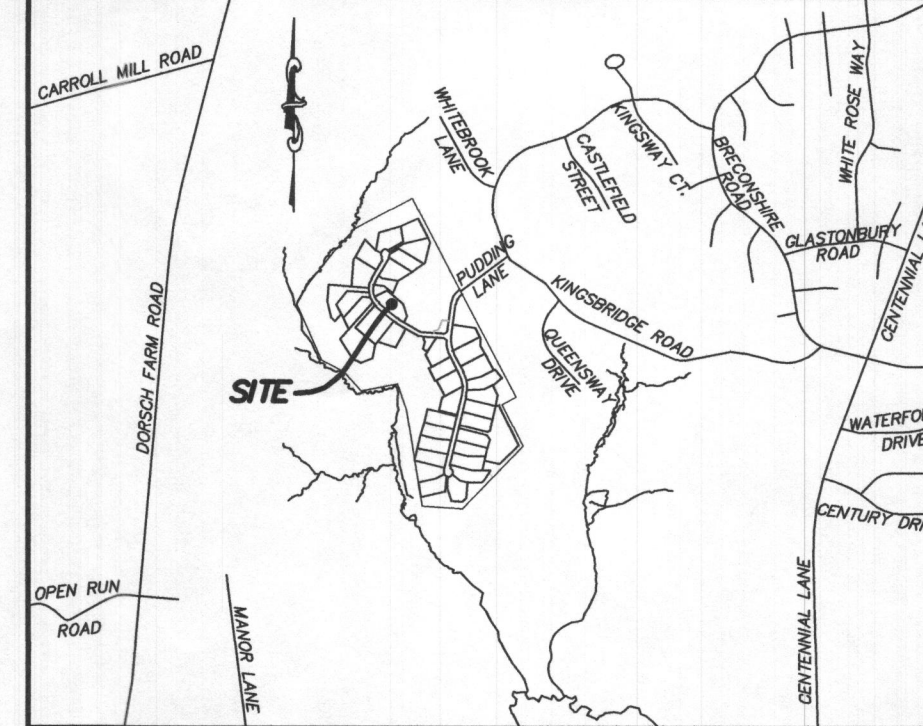 CARROLL MILL ROAD
WHITEBROOK
LANE
KINGSWAY CT.
CASTLEFIELD
STREET
BRECONSHIRE
ROAD
WHITE ROSE WAY
GLASTONBURY
ROAD
CENTENNIAL
PUDDING
LANE
KINGSBRIDGE ROAD
QUEENSWAY
DRIVE
DORSCH FARM ROAD
SITE
DRIVE
CENTURY
CENTENNIAL LANE
OPEN RUN
ROAD
MANOR LANE